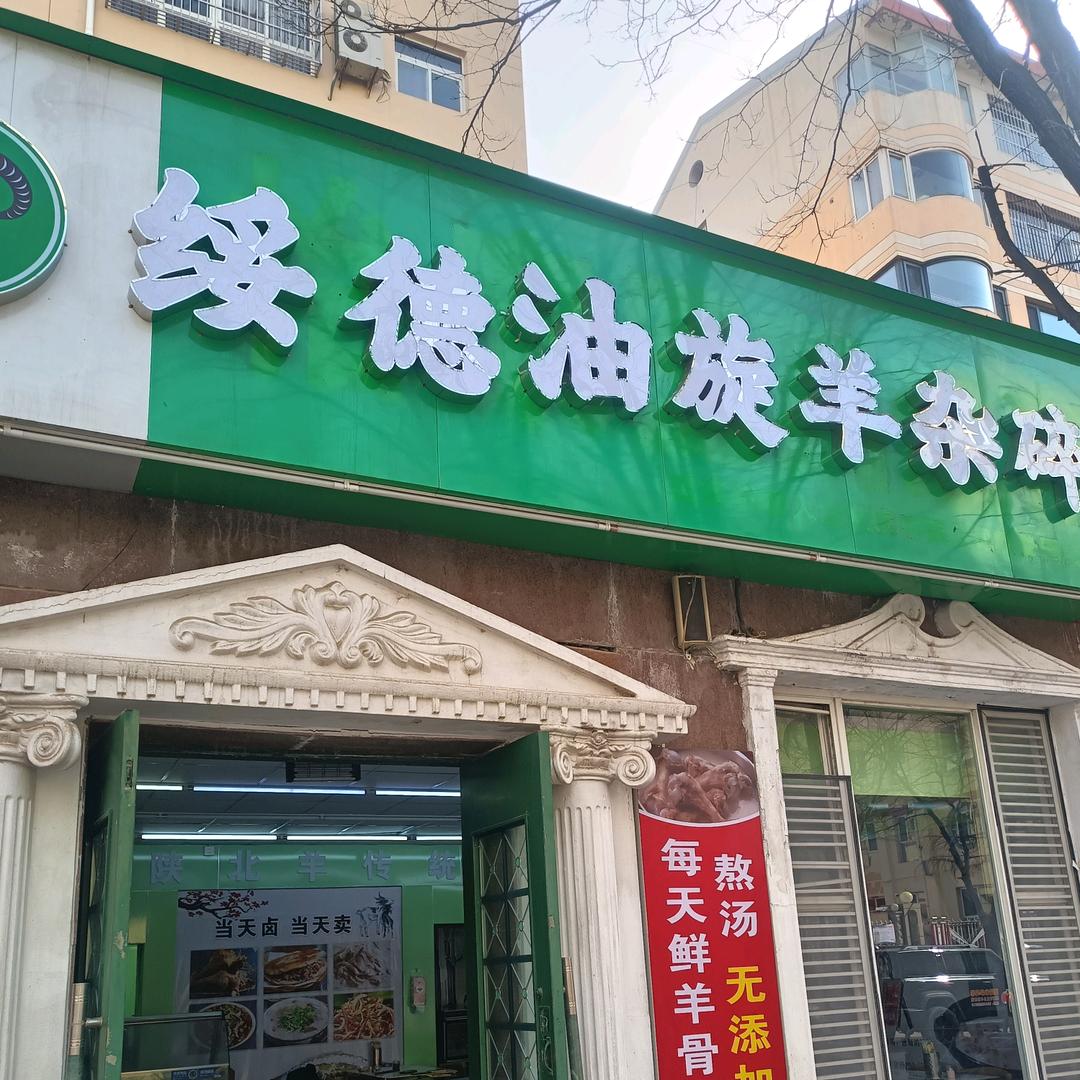 绥德油旋羊杂碎
陕北羊传统
当天卤 当天卖
每天鲜羊骨
熬汤 无添加